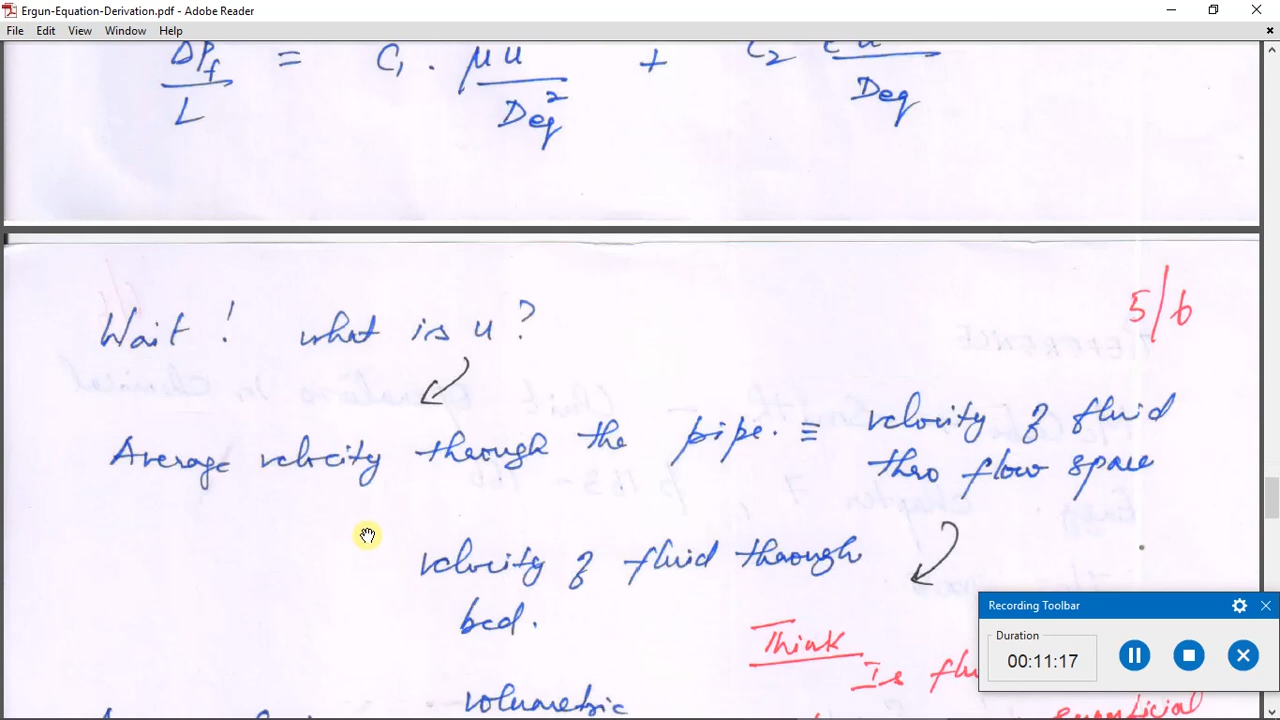 Ergun-Equation-Derivation.pdf - Adobe Reader
File Edit View Window Help
ΔPf / L = C₁ . μu / Deq² + C₂ / Deq
5/6
Wait! what is u?
Average velocity through the pipe. ≡ velocity of fluid
thro flow space
velocity of fluid through
bed.
Think
Is
volumetric
Recording Toolbar
Duration
00:11:17